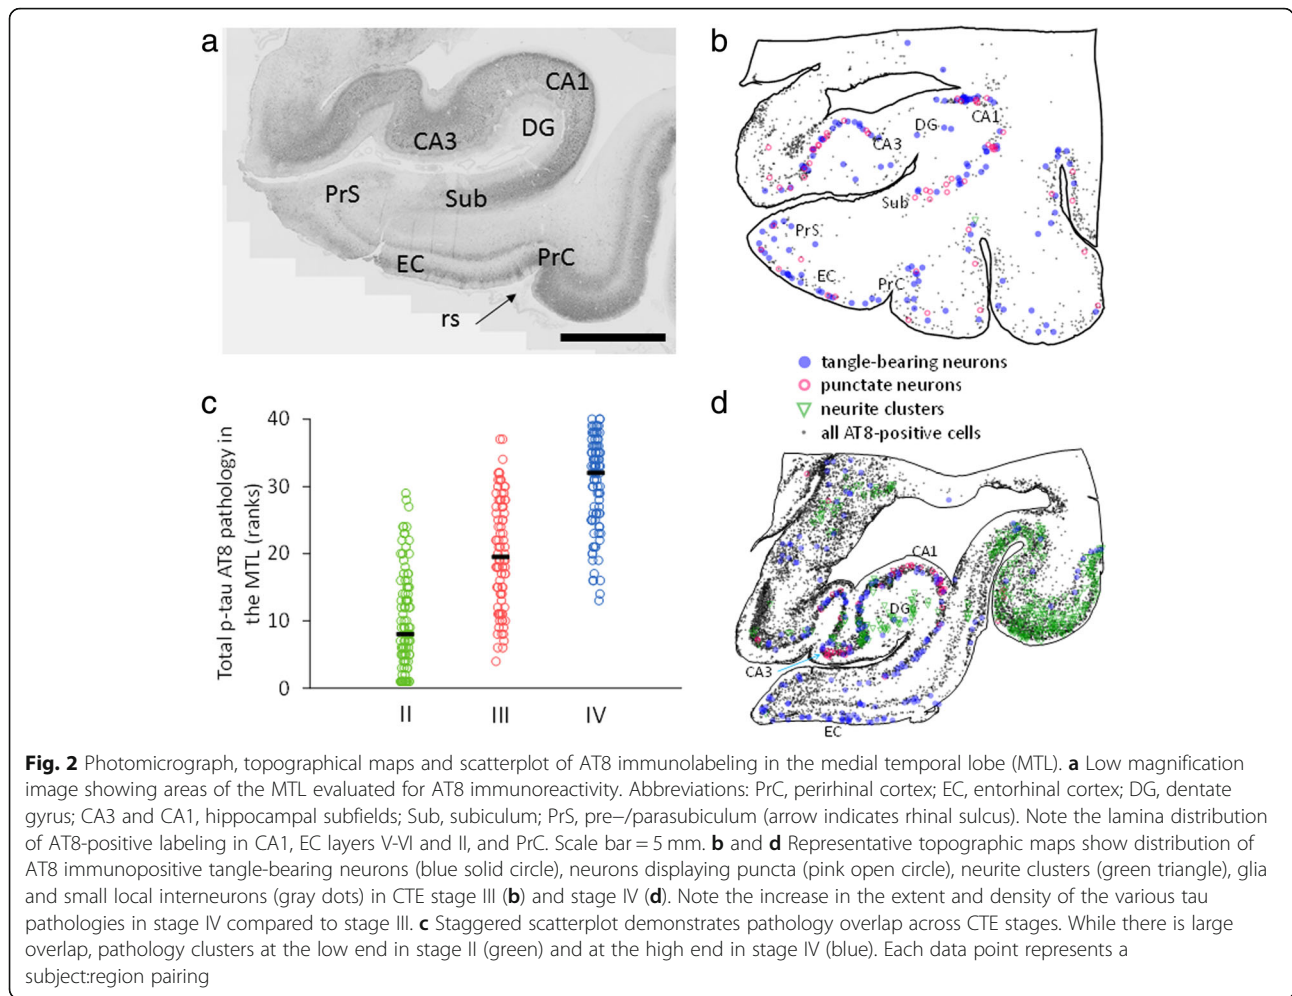 a
CA1
DG
CA3
PrS
Sub
EC
PrC
rs
b
CA1
DG
CA3
Sub
PrS
EC
PrC
tangle-bearing neurons
punctate neurons
neurite clusters
all AT8-positive cells
c
Total p-tau AT8 pathology in
the MTL (ranks)
40
30
20
10
0
II
III
IV
d
CA1
DG
CA3
EC
Fig. 2 Photomicrograph, topographical maps and scatterplot of AT8 immunolabeling in the medial temporal lobe (MTL). a Low magnification
image showing areas of the MTL evaluated for AT8 immunoreactivity. Abbreviations: PrC, perirhinal cortex; EC, entorhinal cortex; DG, dentate
gyrus; CA3 and CA1, hippocampal subfields; Sub, subiculum; PrS, pre–/parasubiculum (arrow indicates rhinal sulcus). Note the lamina distribution
of AT8-positive labeling in CA1, EC layers V-VI and II, and PrC. Scale bar = 5 mm. b and d Representative topographic maps show distribution of
AT8 immunopositive tangle-bearing neurons (blue solid circle), neurons displaying puncta (pink open circle), neurite clusters (green triangle), glia
and small local interneurons (gray dots) in CTE stage III (b) and stage IV (d). Note the increase in the extent and density of the various tau
pathologies in stage IV compared to stage III. c Staggered scatterplot demonstrates pathology overlap across CTE stages. While there is large
overlap, pathology clusters at the low end in stage II (green) and at the high end in stage IV (blue). Each data point represents a
subject:region pairing